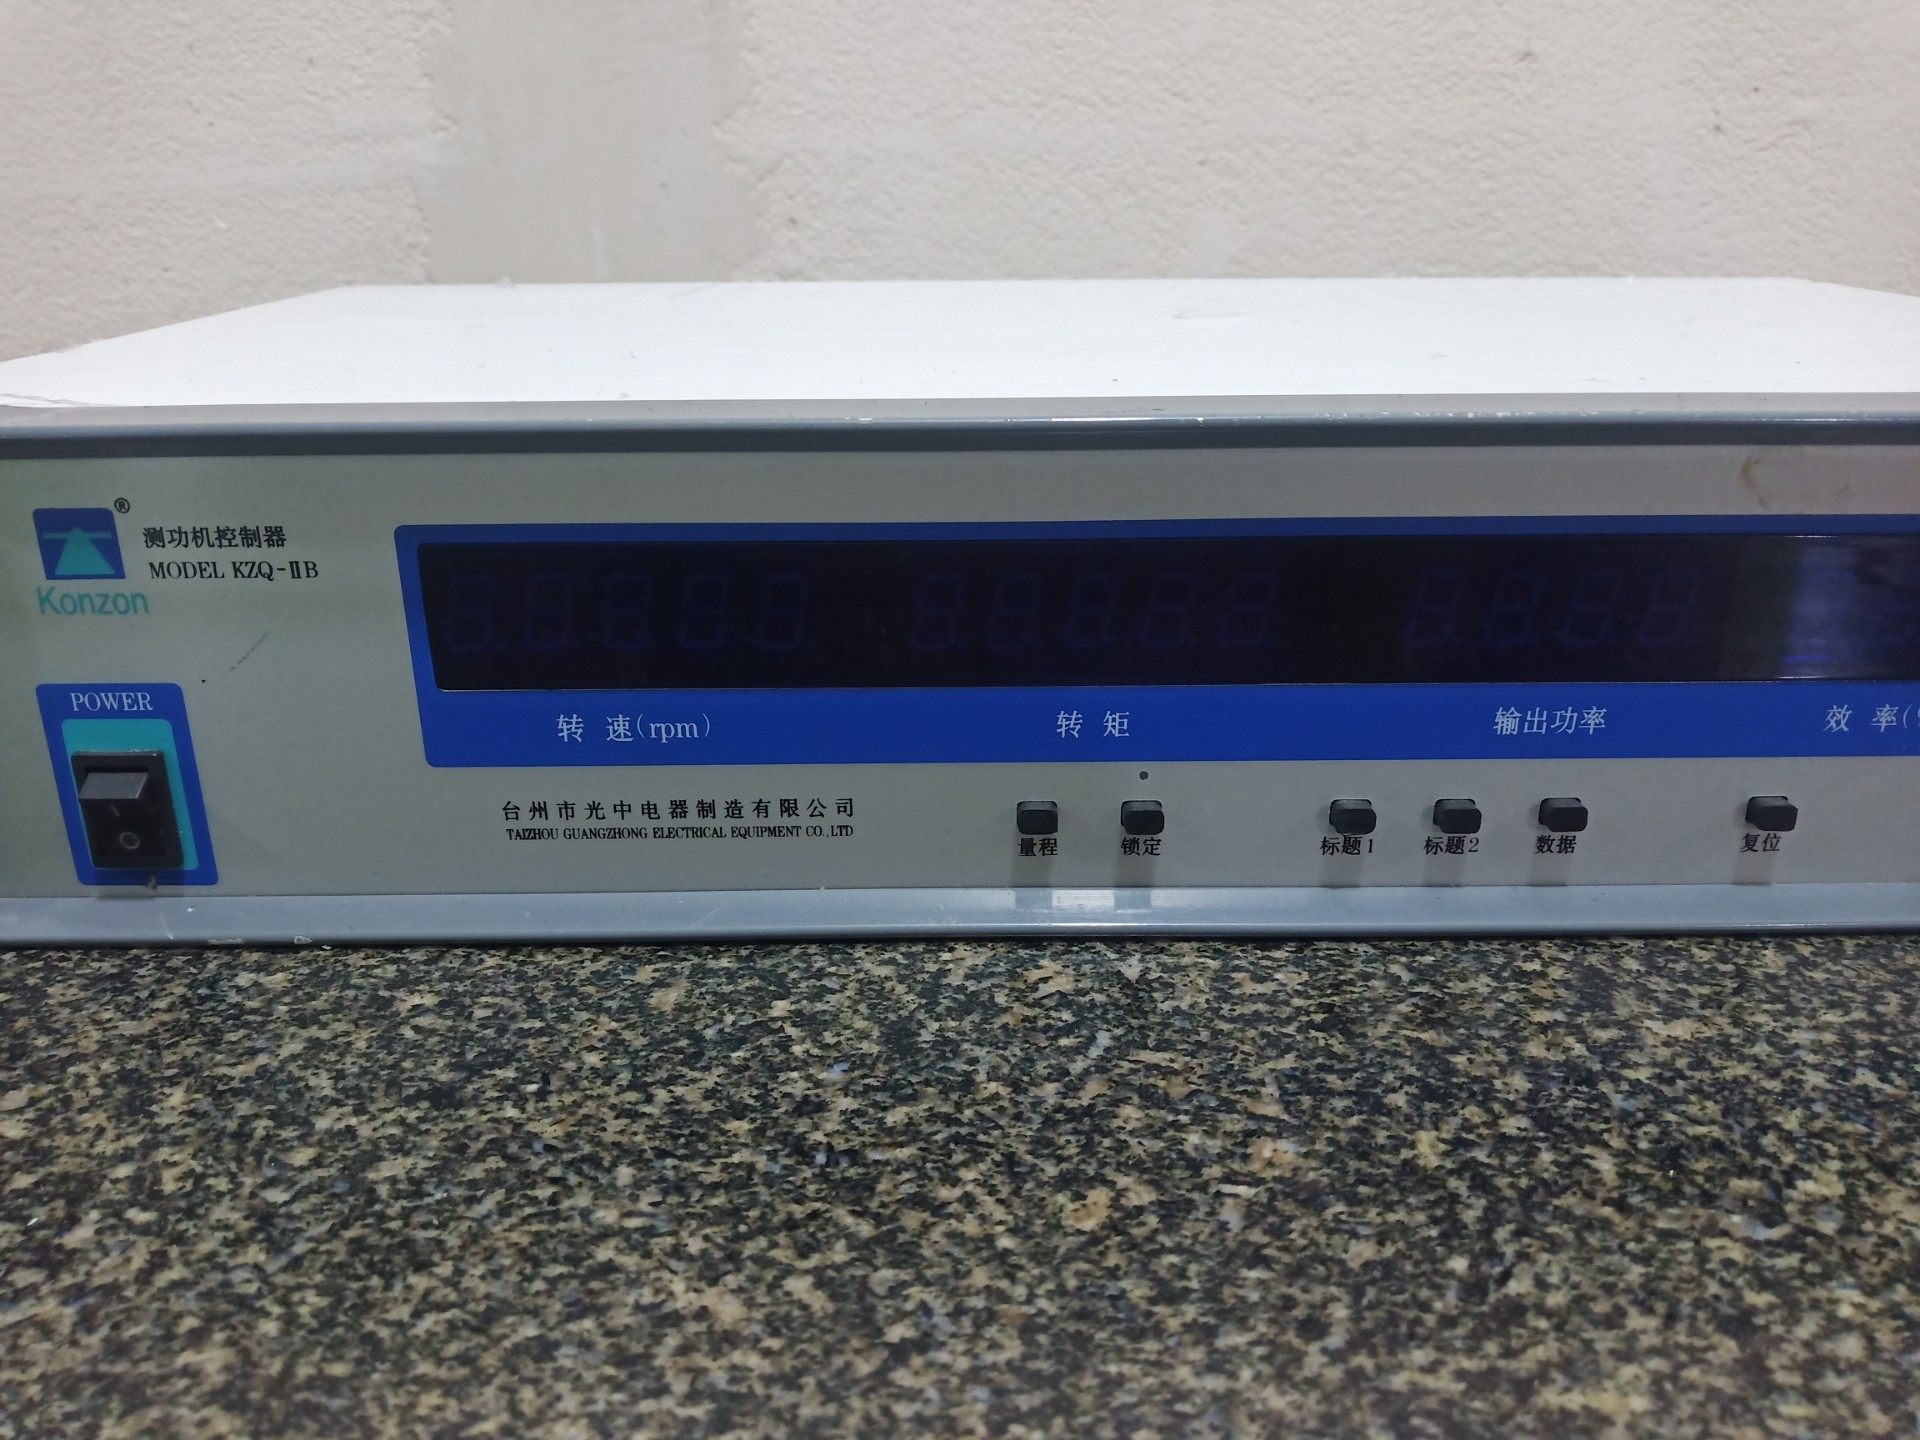 ®
测功机控制器
MODEL KZQ-ⅡB
Konzon
POWER
转 速(rpm)
转 矩
输出功率
效 率(
台州市光中电器制造有限公司
TAIZHOU GUANGZHONG ELECTRICAL EQUIPMENT CO.,LTD
量程
锁定
标题1
标题2
数据
复位